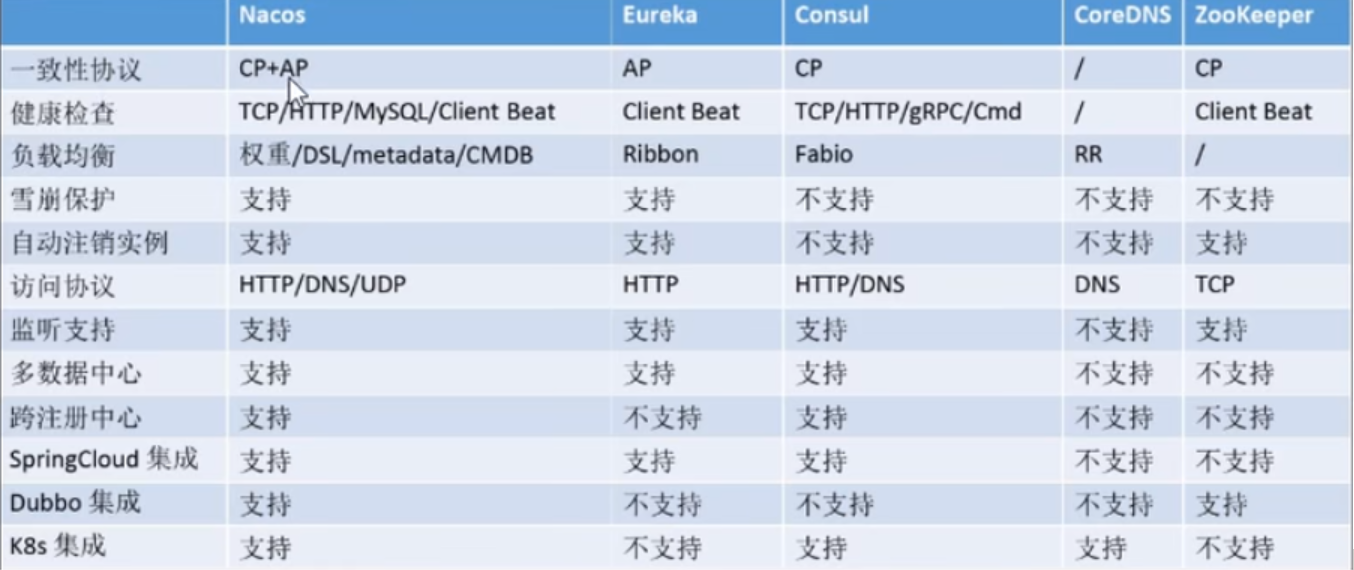 Nacos Eureka Consul CoreDNS ZooKeeper
一致性协议 CP+AP AP CP / CP
健康检查 TCP/HTTP/MySQL/Client Beat Client Beat TCP/HTTP/gRPC/Cmd / Client Beat
负载均衡 权重/DSL/metadata/CMDB Ribbon Fabio RR /
雪崩保护 支持 支持 不支持 不支持 不支持
自动注销实例 支持 支持 不支持 不支持 支持
访问协议 HTTP/DNS/UDP HTTP HTTP/DNS DNS TCP
监听支持 支持 支持 支持 不支持 支持
多数据中心 支持 支持 支持 不支持 不支持
跨注册中心 支持 不支持 支持 不支持 不支持
SpringCloud 集成 支持 支持 支持 不支持 不支持
Dubbo 集成 支持 不支持 不支持 不支持 支持
K8s 集成 支持 不支持 支持 支持 不支持